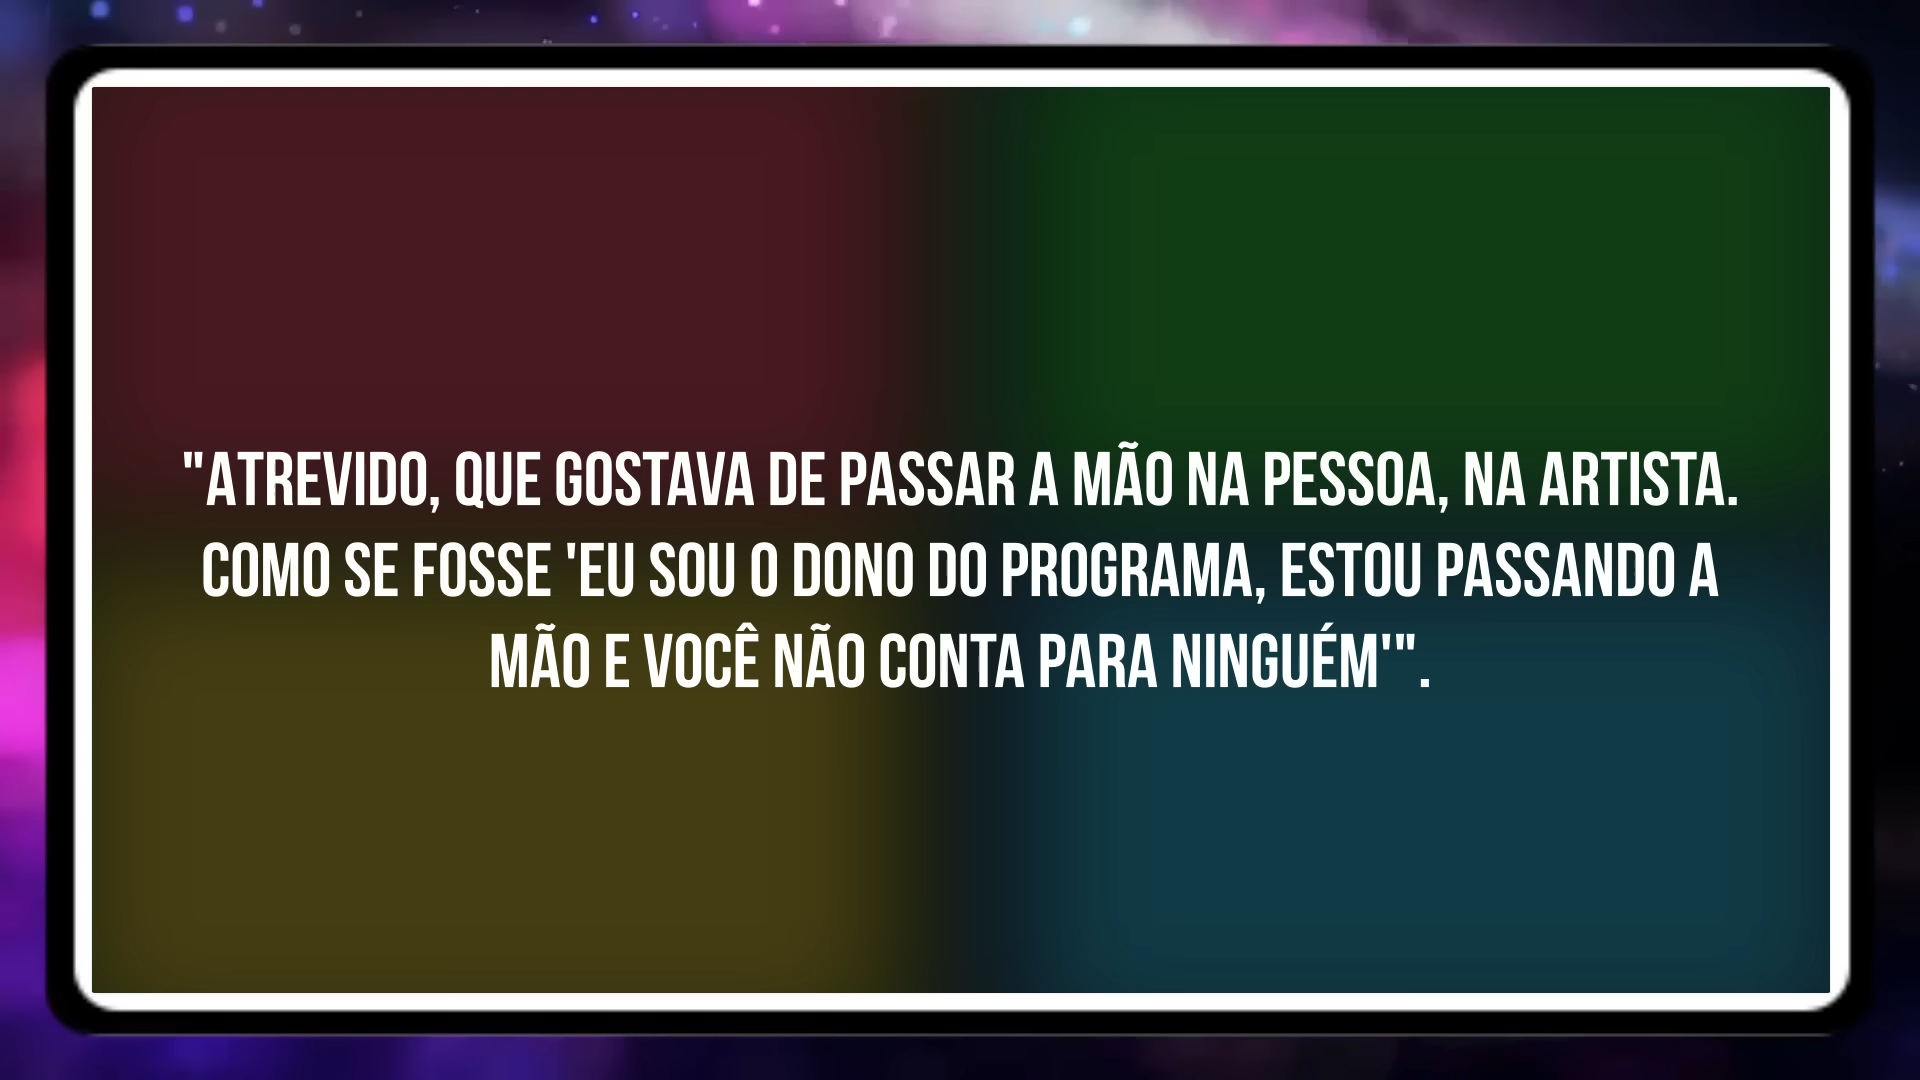 "ATREVIDO, QUE GOSTAVA DE PASSAR A MÃO NA PESSOA, NA ARTISTA.
COMO SE FOSSE 'EU SOU O DONO DO PROGRAMA, ESTOU PASSANDO A
MÃO E VOCÊ NÃO CONTA PARA NINGUÉM'".